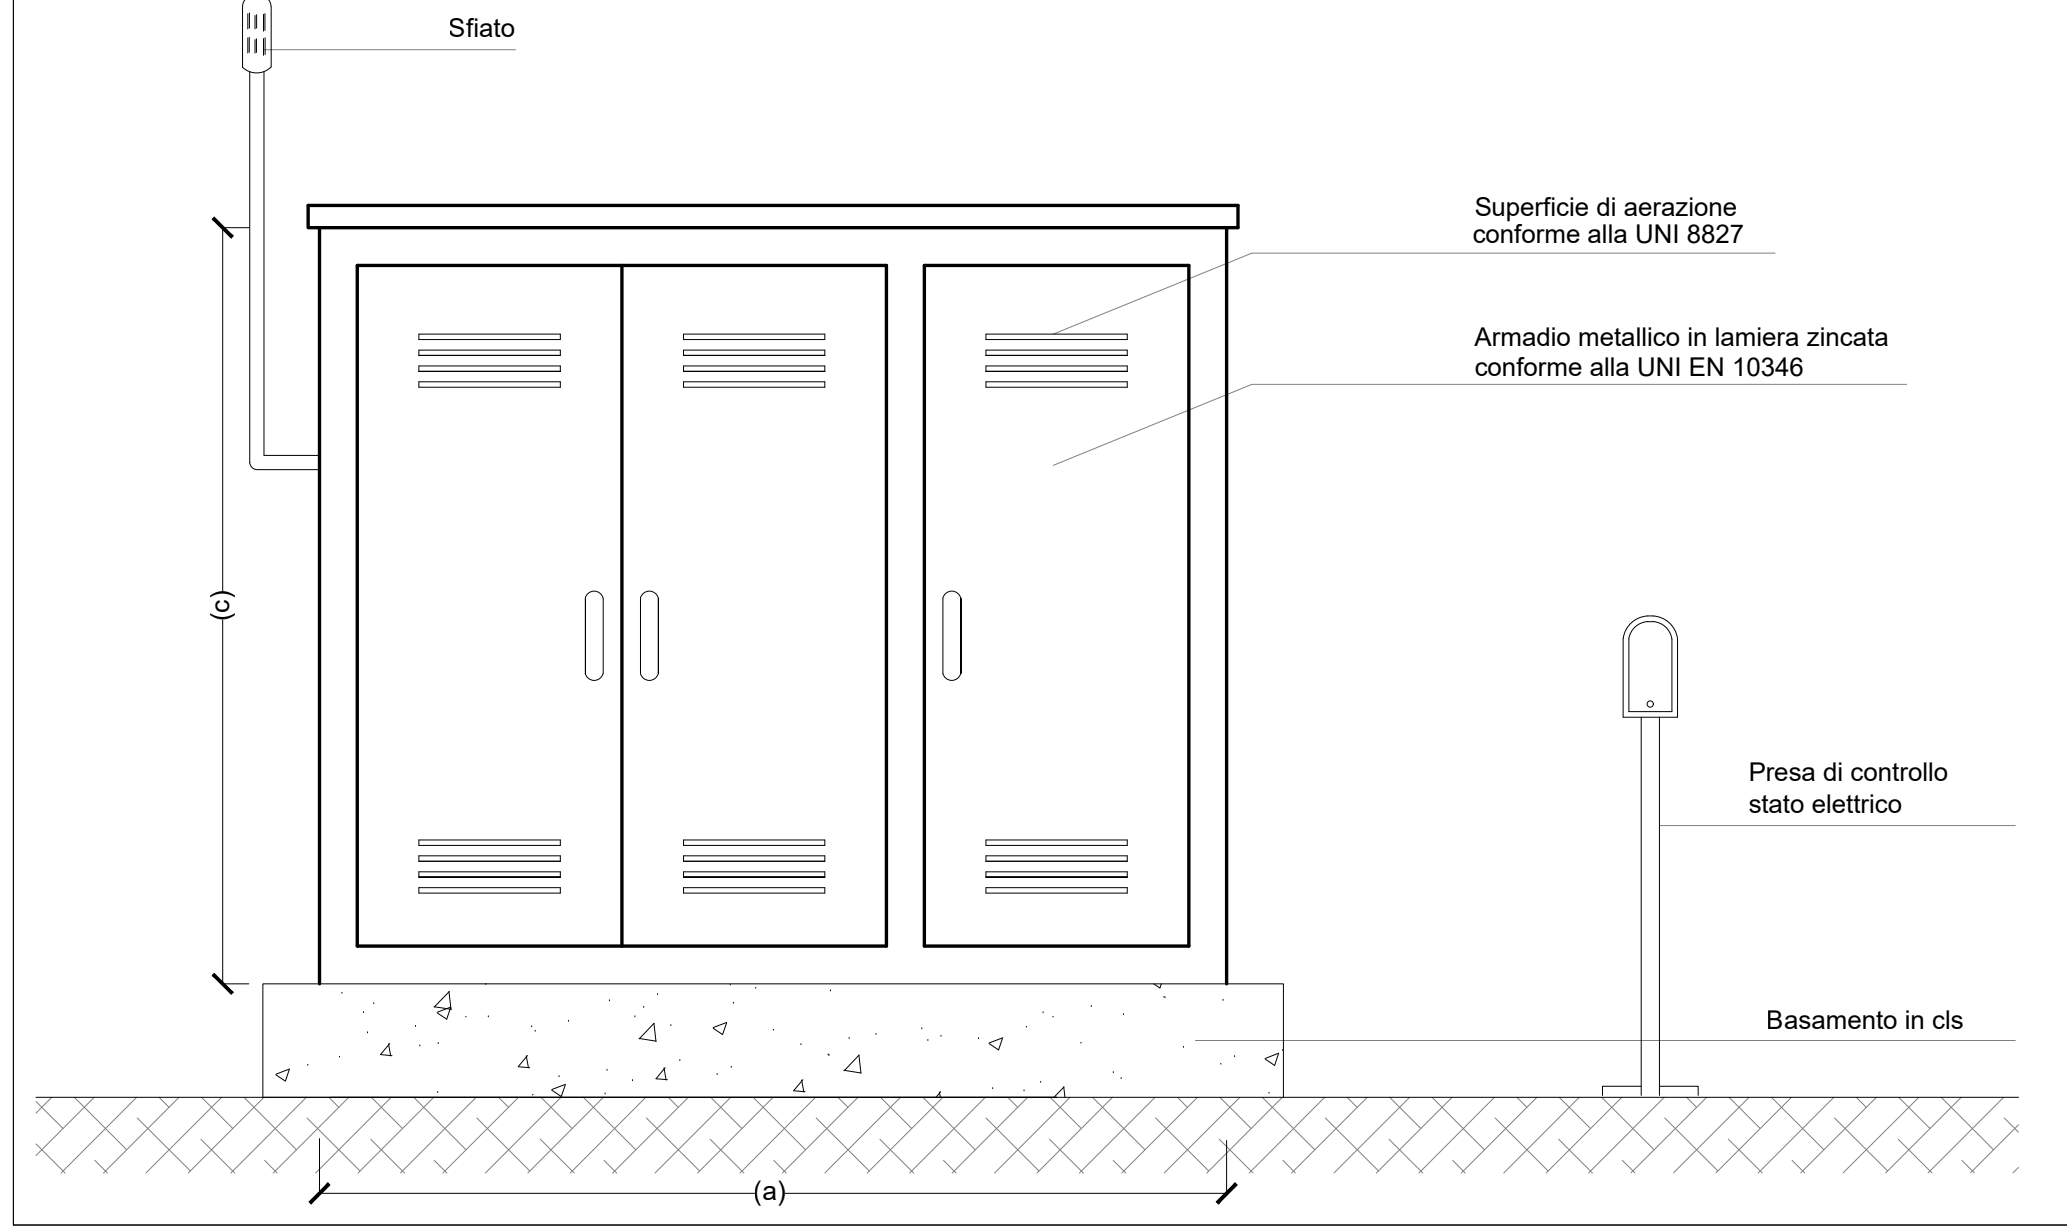 Sfiato
Superficie di aerazione
conforme alla UNI 8827
Armadio metallico in lamiera zincata
conforme alla UNI EN 10346
(c)
Presa di controllo
stato elettrico
Basamento in cls
(a)